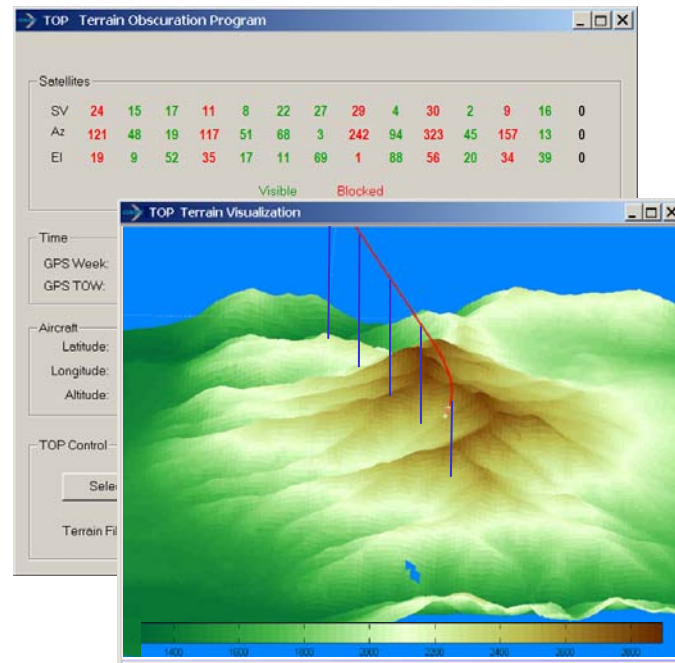 TOP Terrain Obscuration Program
Satellites
SV 24 15 17 11 8 22 27 29 4 30 2 9 16 0
Az 121 48 19 117 51 68 3 242 94 323 45 157 13 0
El 19 9 52 35 17 11 69 1 88 56 20 34 39 0
Visible Blocked
TOP Terrain Visualization
Time
GPS Week:
GPS TOW:
Aircraft
Latitude:
Longitude:
Altitude:
TOP Control
Sele
Terrain Fi
1400 1600 1800 2000 2200 2400 2600 2800